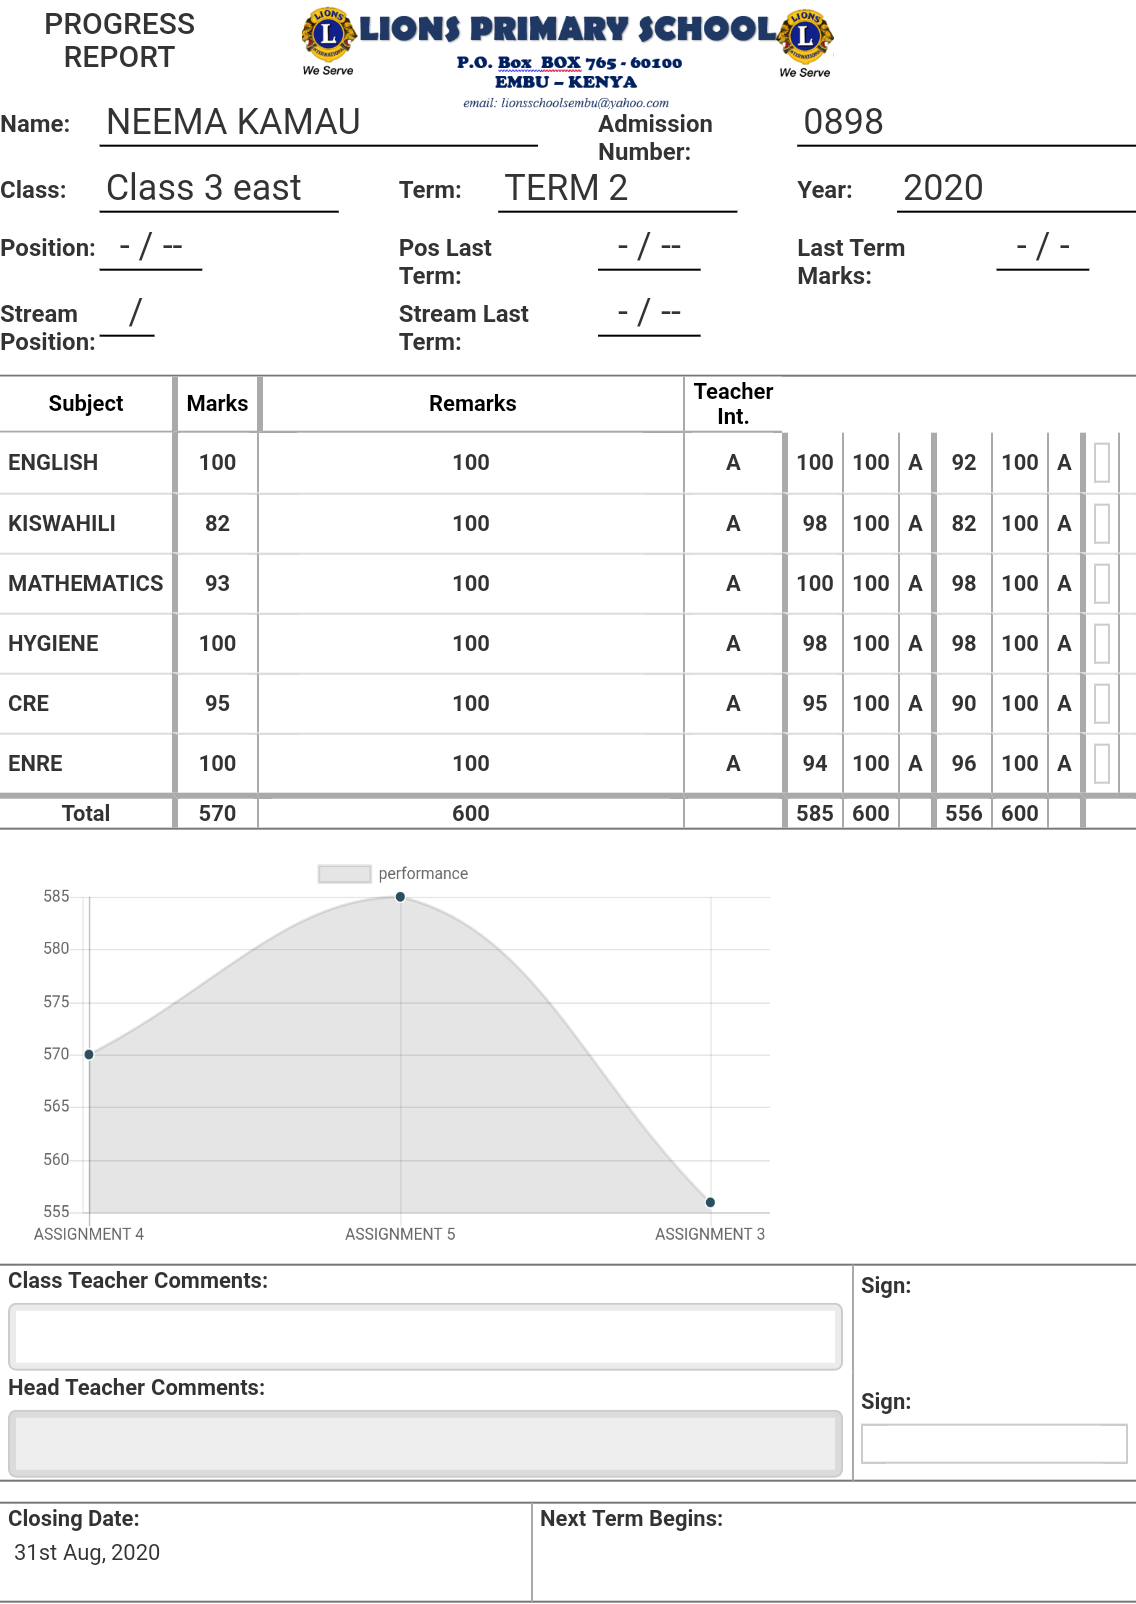 PROGRESS
REPORT
LIONS PRIMARY SCHOOL
We Serve
We Serve
P.O. Box BOX 765 - 60100
EMBU – KENYA
email: lionsschoolsembu@yahoo.com
Name: NEEMA KAMAU Admission Number: 0898
Class: Class 3 east Term: TERM 2 Year: 2020
Position: - / -- Pos Last Term: - / -- Last Term Marks: - / -
Stream Position: / Stream Last Term: - / --
Subject Marks Remarks Teacher Int.
ENGLISH 100 100 A 100 100 A 92 100 A
KISWAHILI 82 100 A 98 100 A 82 100 A
MATHEMATICS 93 100 A 100 100 A 98 100 A
HYGIENE 100 100 A 98 100 A 98 100 A
CRE 95 100 A 95 100 A 90 100 A
ENRE 100 100 A 94 100 A 96 100 A
Total 570 600 585 600 556 600
performance
585
580
575
570
565
560
555
ASSIGNMENT 4 ASSIGNMENT 5 ASSIGNMENT 3
Class Teacher Comments: Sign:
Head Teacher Comments:
Sign:
Closing Date: Next Term Begins:
31st Aug, 2020